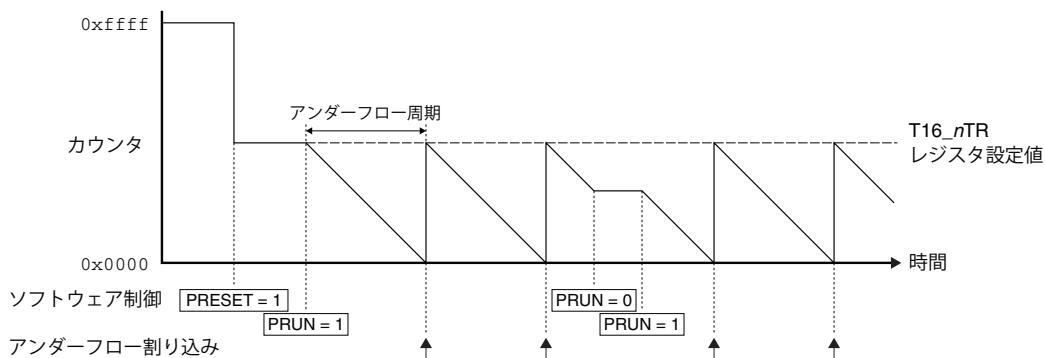 0xffff
アンダーフロー周期
カウンタ
T16_nTR
レジスタ設定値
0x0000
時間
ソフトウェア制御 PRESET = 1 PRUN = 0
PRUN = 1 PRUN = 1
アンダーフロー割り込み